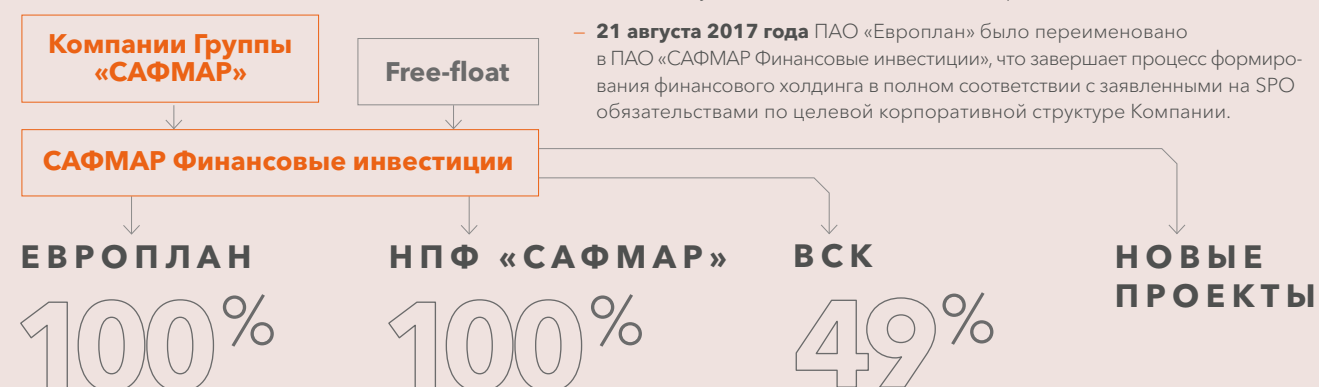 Компании Группы
«САФМАР»
Free-float
– 21 августа 2017 года ПАО «Европлан» было переименовано
в ПАО «САФМАР Финансовые инвестиции», что завершает процесс формиро-
вания финансового холдинга в полном соответствии с заявленными на SPO
обязательствами по целевой корпоративной структуре Компании.
САФМАР Финансовые инвестиции
ЕВРОПЛАН
100%
НПФ «САФМАР»
100%
ВСК
49%
НОВЫЕ
ПРОЕКТЫ